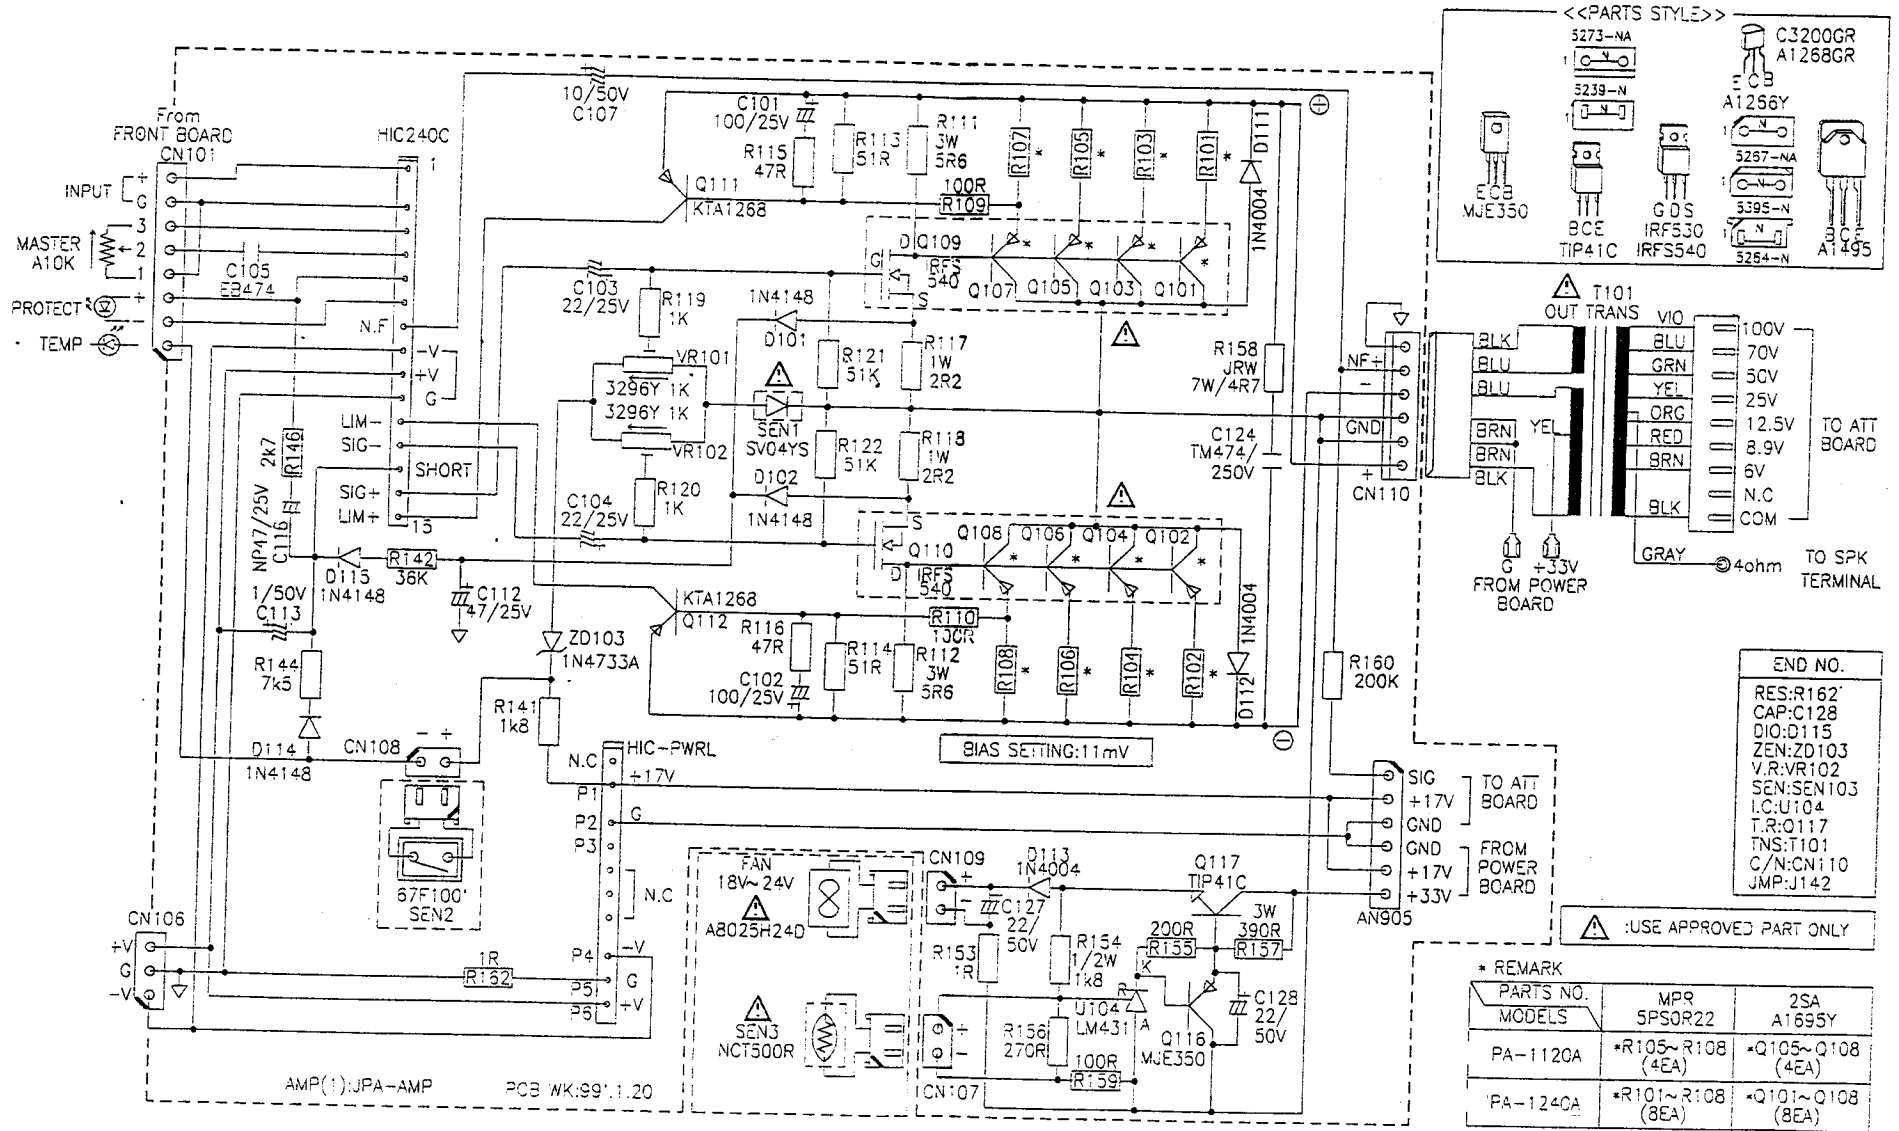 <<PARTS STYLE>>
5273-NA
5239-N
C3200GR
A1268GR
ECB
A1256Y
5267-NA
5395-N
5264-N
ECB
MJE350
BCE
TIP41C
GDS
IRF530
IRFS540
BCE
A1495
From
FRONT BOARD
CN101
INPUT
+
G
3
2
1
+
-
MASTER
A10K
PROTECT
TEMP
HIC240C
1
N.F
-V
+V
G
LIM-
SIG-
SHORT
SIG+
LIM+
15
C105
EB474
10/50V
C107
C101
100/25V
R115
47R
R113
51R
R111
3W
5R6
R107 *
R105 *
R103 *
R101 *
D111
1N4004
Q111
KTA1268
100R
R109
D Q109
G
IRFS
540
S
Q107
Q105
Q103
Q101
C103
22/25V
R119
1K
1N4148
D101
R121
51K
R117
1W
2R2
VR101
3296Y 1K
3296Y 1K
VR102
SEN1
SV04YS
R122
51K
R118
1W
2R2
D102
1N4148
R120
1K
C104
22/25V
S
Q110
IRFS
540
D
Q108
Q106
Q104
Q102
KTA1268
Q112
R110
100R
R116
47R
R114
51R
R112
3W
5R6
C102
100/25V
R108 *
R106 *
R104 *
R102 *
1N4004
D112
R158
JRW
7W/4R7
C124
TM474/
250V
NF+
-
GND
+
CN110
T101
OUT TRANS
BLK
BLU
BLU
BRN
BRN
BLK
YEL
VIO
BLU
GRN
YEL
ORG
RED
BRN
BLK
GRAY
100V
70V
50V
25V
12.5V
8.9V
6V
N.C
COM
TO ATT
BOARD
4ohm
TO SPK
TERMINAL
G +33V
FROM POWER
BOARD
2k7
R146
NP47/25V
C116
D115
1N4148
R142
36K
1/50V
C113
C112
47/25V
R144
7k5
D114
1N4148
ZD103
1N4733A
R141
1k8
CN108
- +
67F100'
SEN2
BIAS SETTING:11mV
R160
200K
HIC-PWRL
N.C
+17V
P1
P2 G
P3
N.C
P4 -V
P5 G
P6 +V
CN106
+V
G
-V
1R
R162
FAN
18V~24V
A8025H24D
SEN3
NCT500R
CN109
+
-
D113
1N4004
Q117
TIP41C
C127
22/
50V
R153
1R
R154
1/2W
1k8
200R
R155
3W
390R
R157
K
R
A
U104
LM431
Q116
MJE350
C128
22/
50V
R156
270R
100R
R159
CN107
+
-
SIG
+17V
GND
GND
+17V
+33V
AN905
TO ATT
BOARD
FROM
POWER
BOARD
END NO.
RES:R162
CAP:C128
DIO:D115
ZEN:ZD103
V.R:VR102
SEN:SEN103
I.C:U104
T.R:Q117
TNS:T101
C/N:CN110
JMP:J142
:USE APPROVED PART ONLY
* REMARK
PARTS NO.
MODELS
MPR
5PS0R22
2SA
A1695Y
PA-1120A
*R105~R108
(4EA)
*Q105~Q108
(4EA)
PA-1240A
*R101~R108
(8EA)
*Q101~Q108
(8EA)
AMP(1):JPA-AMP
PCB WK:99'.1.20